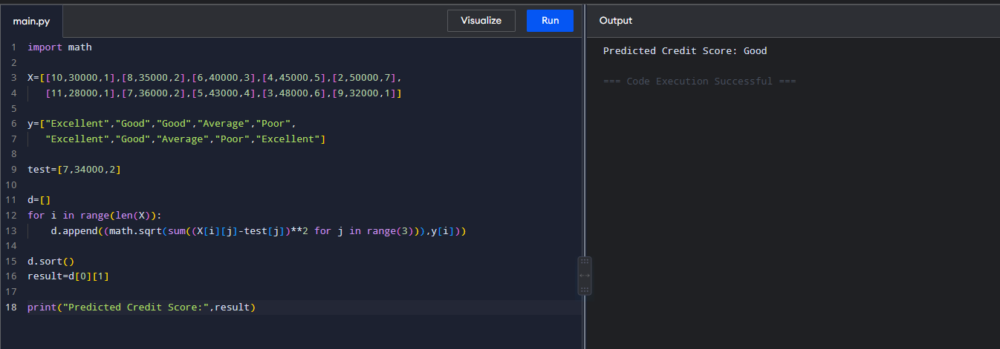 main.py
Visualize
Run
Output
1 import math
2
3 X=[[10,30000,1],[8,35000,2],[6,40000,3],[4,45000,5],[2,50000,7],
4    [11,28000,1],[7,36000,2],[5,43000,4],[3,48000,6],[9,32000,1]]
5
6 y=["Excellent","Good","Good","Average","Poor",
7    "Excellent","Good","Average","Poor","Excellent"]
8
9 test=[7,34000,2]
10
11 d=[]
12 for i in range(len(X)):
13     d.append((math.sqrt(sum((X[i][j]-test[j])**2 for j in range(3))),y[i]))
14
15 d.sort()
16 result=d[0][1]
17
18 print("Predicted Credit Score:",result)
Predicted Credit Score: Good
=== Code Execution Successful ===